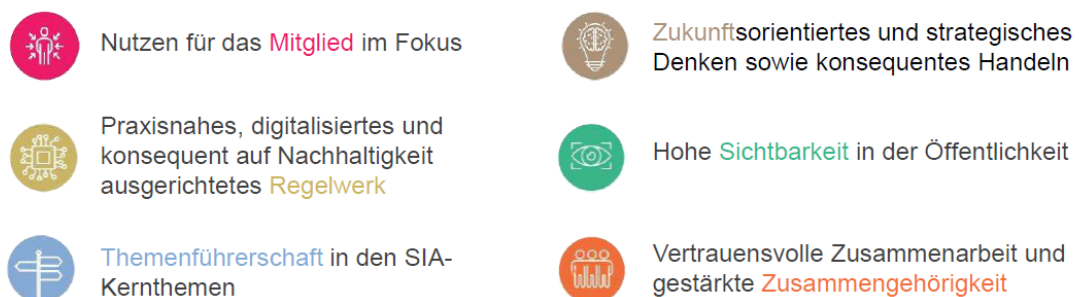 Nutzen für das Mitglied im Fokus
Praxisnahes, digitalisiertes und
konsequent auf Nachhaltigkeit
ausgerichtetes Regelwerk
Themenführerschaft in den SIA-
Kernthemen
Zukunftsorientiertes und strategisches
Denken sowie konsequentes Handeln
Hohe Sichtbarkeit in der Öffentlichkeit
Vertrauensvolle Zusammenarbeit und
gestärkte Zusammengehörigkeit